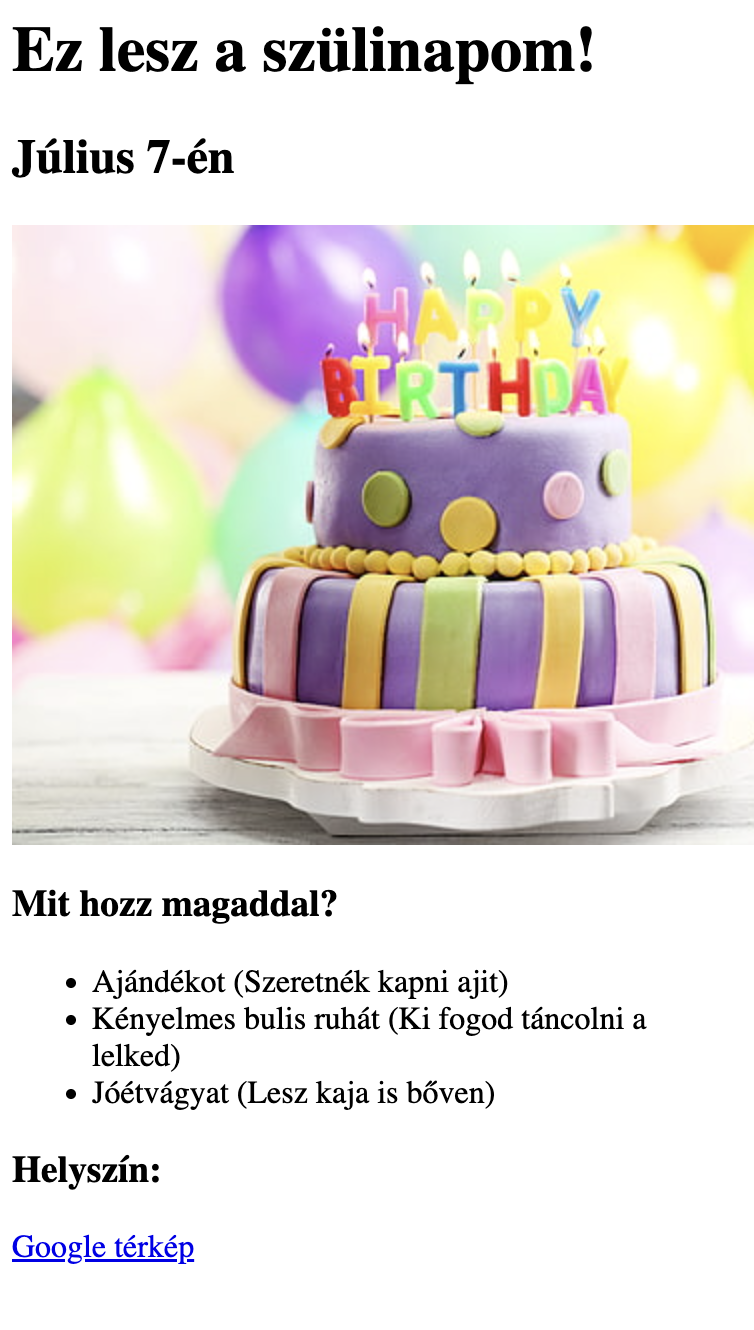 Ez lesz a szülinapom!
Július 7-én
HAPPY
BIRTHDAY
Mit hozz magaddal?
• Ajándékot (Szeretnék kapni ajit)
• Kényelmes bulis ruhát (Ki fogod táncolni a
lelked)
• Jóétvágyat (Lesz kaja is bőven)
Helyszín:
Google térkép